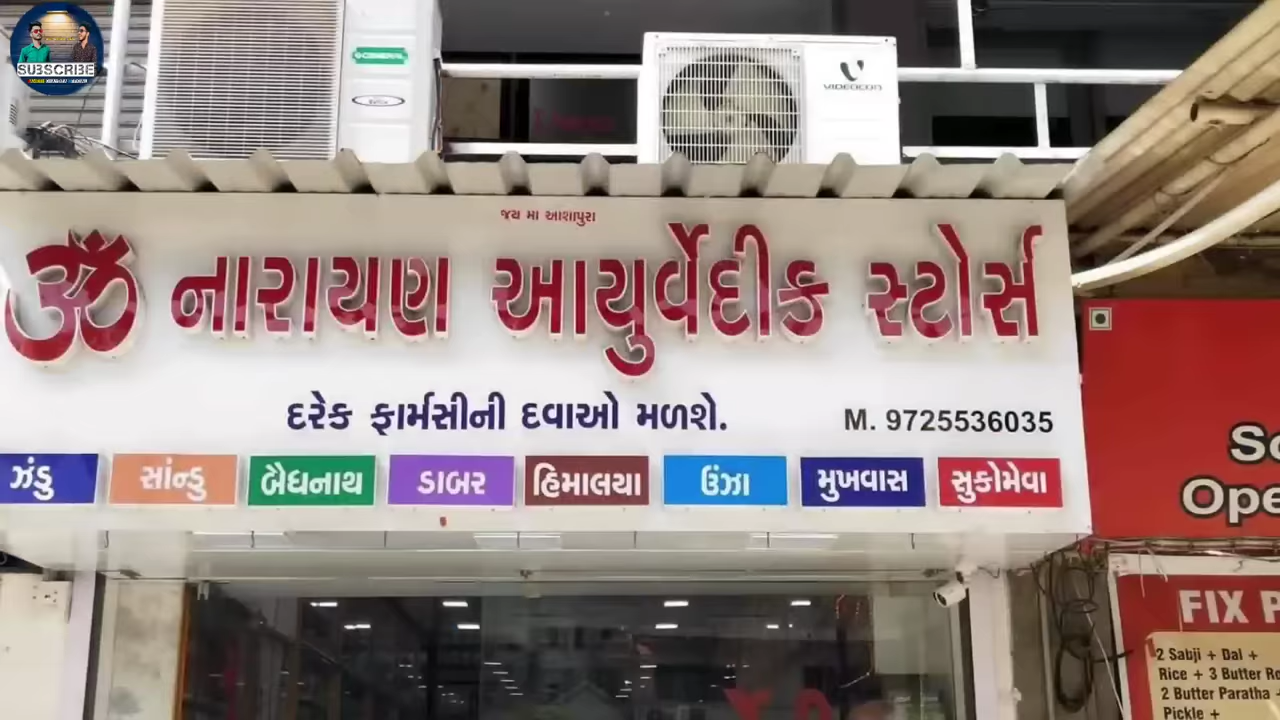 SUBSCRIBE
VIDEOCON
જય મા આશાપુરા
ૐ નારાયણ આયુર્વેદીક સ્ટોર્સ
દરેક ફાર્મસીની દવાઓ મળશે.
M. 9725536035
ઝંડુ સાંન્ડુ બૈધનાથ ડાબર હિમાલયા ઉંઝા મુખવાસ સુકોમેવા
Ope
FIX
2 Sabji + Dal +
Rice + 3 Butter
2 Butter Paratha +
Pickle +